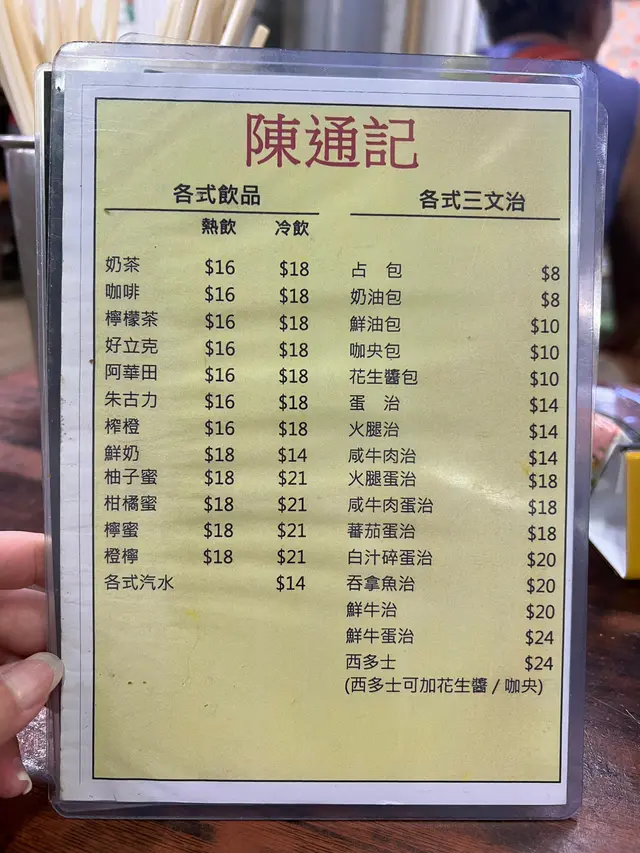 陳通記
各式飲品
熱飲 冷飲
奶茶 $16 $18
咖啡 $16 $18
檸檬茶 $16 $18
好立克 $16 $18
阿華田 $16 $18
朱古力 $16 $18
榨橙 $16 $18
鮮奶 $18 $14
柚子蜜 $18 $21
柑橘蜜 $18 $21
檸蜜 $18 $21
橙檸 $18 $21
各式汽水 $14
各式三文治
占 包 $8
奶油包 $8
鮮油包 $10
咖央包 $10
花生醬包 $10
蛋 治 $14
火腿治 $14
咸牛肉治 $14
火腿蛋治 $18
咸牛肉蛋治 $18
蕃茄蛋治 $18
白汁碎蛋治 $20
吞拿魚治 $20
鮮牛治 $20
鮮牛蛋治 $24
西多士 $24
(西多士可加花生醬 / 咖央)